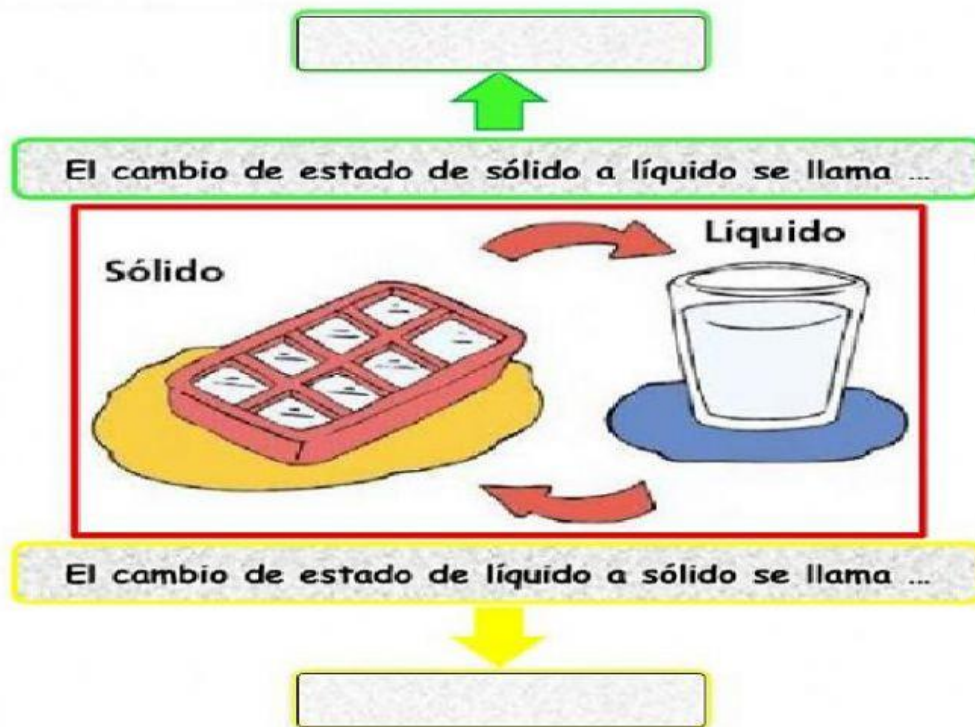 El cambio de estado de sólido a líquido se llama ...
Líquido
Sólido
El cambio de estado de líquido a sólido se llama ...